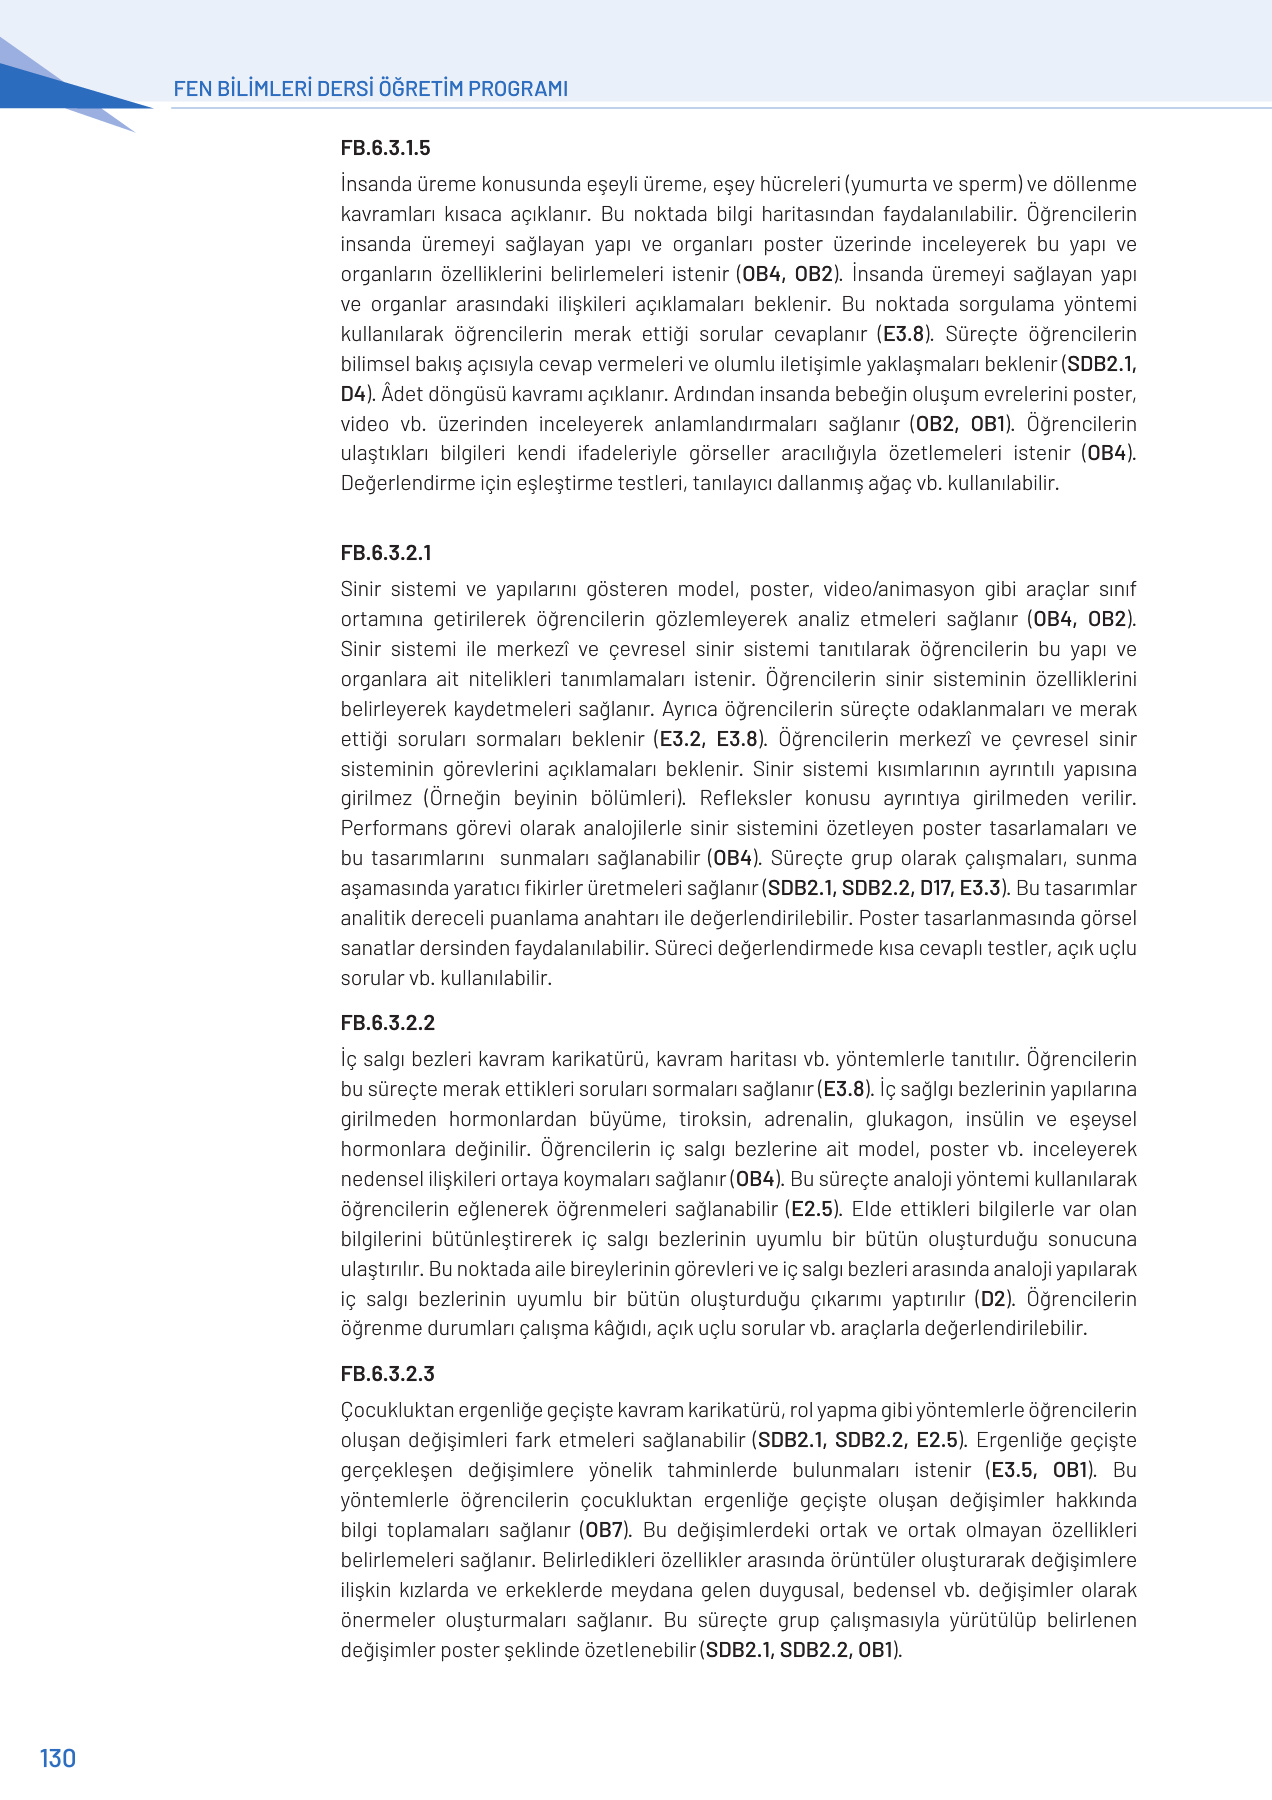 FEN BİLİMLERİ DERSİ ÖĞRETİM PROGRAMI
FB.6.3.1.5
İnsanda üreme konusunda eşeyli üreme, eşey hücreleri (yumurta ve sperm) ve döllenme
kavramları kısaca açıklanır. Bu noktada bilgi haritasından faydalanılabilir. Öğrencilerin
insanda üremeyi sağlayan yapı ve organları poster üzerinde inceleyerek bu yapı ve
organların özelliklerini belirlemeleri istenir (OB4, OB2). İnsanda üremeyi sağlayan yapı
ve organlar arasındaki ilişkileri açıklamaları beklenir. Bu noktada sorgulama yöntemi
kullanılarak öğrencilerin merak ettiği sorular cevaplanır (E3.8). Süreçte öğrencilerin
bilimsel bakış açısıyla cevap vermeleri ve olumlu iletişimle yaklaşmaları beklenir (SDB2.1,
D4). Âdet döngüsü kavramı açıklanır. Ardından insanda bebeğin oluşum evrelerini poster,
video vb. üzerinden inceleyerek anlamlandırmaları sağlanır (OB2, OB1). Öğrencilerin
ulaştıkları bilgileri kendi ifadeleriyle görseller aracılığıyla özetlemeleri istenir (OB4).
Değerlendirme için eşleştirme testleri, tanılayıcı dallanmış ağaç vb. kullanılabilir.
FB.6.3.2.1
Sinir sistemi ve yapılarını gösteren model, poster, video/animasyon gibi araçlar sınıf
ortamına getirilerek öğrencilerin gözlemleyerek analiz etmeleri sağlanır (OB4, OB2).
Sinir sistemi ile merkezî ve çevresel sinir sistemi tanıtılarak öğrencilerin bu yapı ve
organlara ait nitelikleri tanımlamaları istenir. Öğrencilerin sinir sisteminin özelliklerini
belirleyerek kaydetmeleri sağlanır. Ayrıca öğrencilerin süreçte odaklanmaları ve merak
ettiği soruları sormaları beklenir (E3.2, E3.8). Öğrencilerin merkezî ve çevresel sinir
sisteminin görevlerini açıklamaları beklenir. Sinir sistemi kısımlarının ayrıntılı yapısına
girilmez (Örneğin beyinin bölümleri). Refleksler konusu ayrıntıya girilmeden verilir.
Performans görevi olarak analojilerle sinir sistemini özetleyen poster tasarlamaları ve
bu tasarımlarını sunmaları sağlanabilir (OB4). Süreçte grup olarak çalışmaları, sunma
aşamasında yaratıcı fikirler üretmeleri sağlanır (SDB2.1, SDB2.2, D17, E3.3). Bu tasarımlar
analitik dereceli puanlama anahtarı ile değerlendirilebilir. Poster tasarlanmasında görsel
sanatlar dersinden faydalanılabilir. Süreci değerlendirmede kısa cevaplı testler, açık uçlu
sorular vb. kullanılabilir.
FB.6.3.2.2
İç salgı bezleri kavram karikatürü, kavram haritası vb. yöntemlerle tanıtılır. Öğrencilerin
bu süreçte merak ettikleri soruları sormaları sağlanır (E3.8). İç sağlgı bezlerinin yapılarına
girilmeden hormonlardan büyüme, tiroksin, adrenalin, glukagon, insülin ve eşeysel
hormonlara değinilir. Öğrencilerin iç salgı bezlerine ait model, poster vb. inceleyerek
nedensel ilişkileri ortaya koymaları sağlanır (OB4). Bu süreçte analoji yöntemi kullanılarak
öğrencilerin eğlenerek öğrenmeleri sağlanabilir (E2.5). Elde ettikleri bilgilerle var olan
bilgilerini bütünleştirerek iç salgı bezlerinin uyumlu bir bütün oluşturduğu sonucuna
ulaştırılır. Bu noktada aile bireylerinin görevleri ve iç salgı bezleri arasında analoji yapılarak
iç salgı bezlerinin uyumlu bir bütün oluşturduğu çıkarımı yaptırılır (D2). Öğrencilerin
öğrenme durumları çalışma kâğıdı, açık uçlu sorular vb. araçlarla değerlendirilebilir.
FB.6.3.2.3
Çocukluktan ergenliğe geçişte kavram karikatürü, rol yapma gibi yöntemlerle öğrencilerin
oluşan değişimleri fark etmeleri sağlanabilir (SDB2.1, SDB2.2, E2.5). Ergenliğe geçişte
gerçekleşen değişimlere yönelik tahminlerde bulunmaları istenir (E3.5, OB1). Bu
yöntemlerle öğrencilerin çocukluktan ergenliğe geçişte oluşan değişimler hakkında
bilgi toplamaları sağlanır (OB7). Bu değişimlerdeki ortak ve ortak olmayan özellikleri
belirlemeleri sağlanır. Belirledikleri özellikler arasında örüntüler oluşturarak değişimlere
ilişkin kızlarda ve erkeklerde meydana gelen duygusal, bedensel vb. değişimler olarak
önermeler oluşturmaları sağlanır. Bu süreçte grup çalışmasıyla yürütülüp belirlenen
değişimler poster şeklinde özetlenebilir (SDB2.1, SDB2.2, OB1).
130